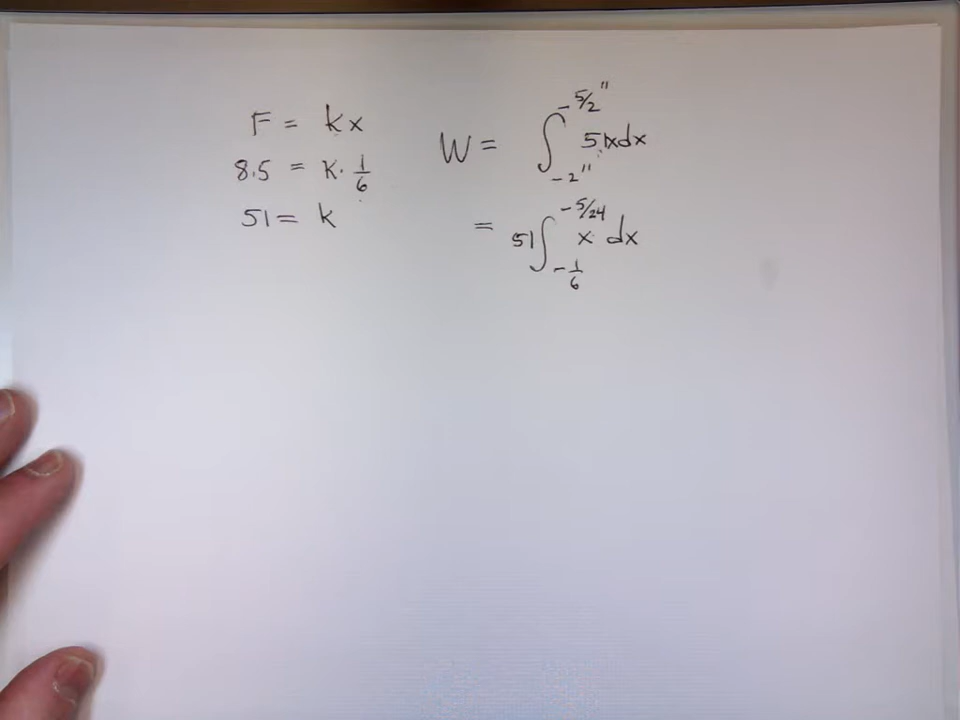 F = kx
8.5 = k · 1/6
51 = k
W = ∫_{-2"}^{-5/2"} 51x dx
= 51 ∫_{-1/6}^{-5/24} x dx